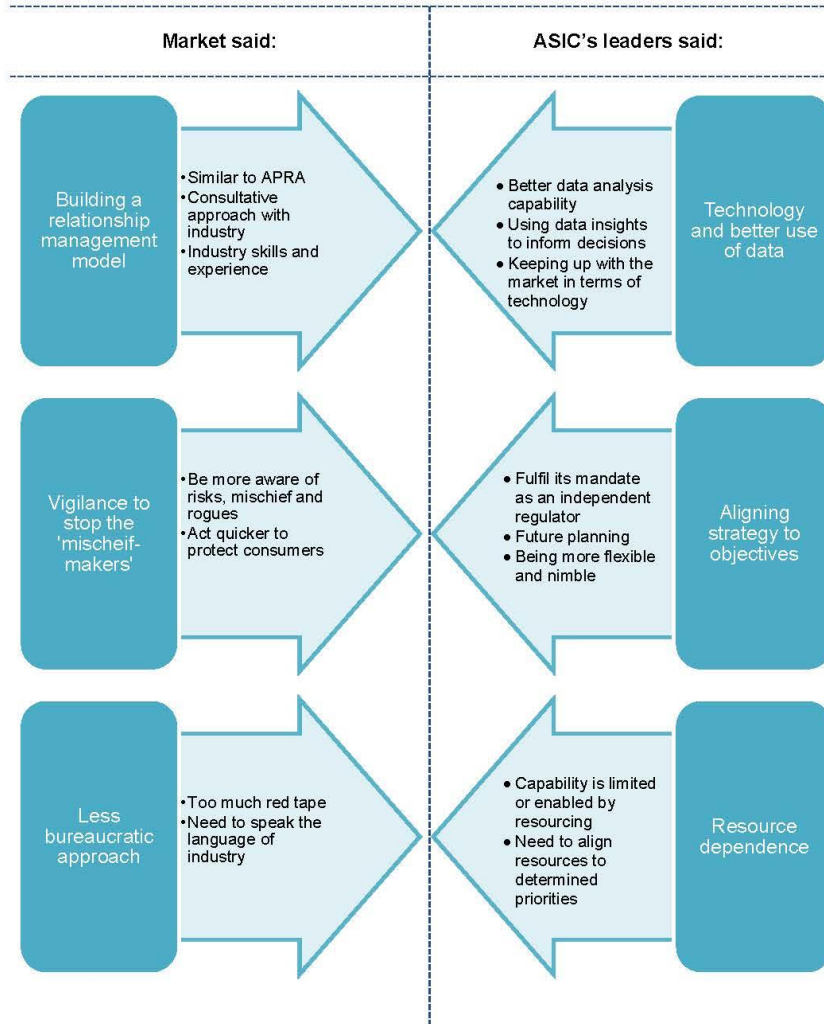 Market said:
ASIC's leaders said:
Building a
relationship
management
model
•Similar to APRA
•Consultative
approach with
industry
•Industry skills and
experience
● Better data analysis
capability
● Using data insights
to inform decisions
● Keeping up with the
market in terms of
technology
Technology
and better use
of data
Vigilance to
stop the
'mischeif-
makers'
•Be more aware of
risks, mischief and
rogues
•Act quicker to
protect consumers
● Fulfil its mandate
as an independent
regulator
● Future planning
● Being more flexible
and nimble
Aligning
strategy to
objectives
Less
bureaucratic
approach
•Too much red tape
•Need to speak the
language of
industry
● Capability is limited
or enabled by
resourcing
● Need to align
resources to
determined
priorities
Resource
dependence